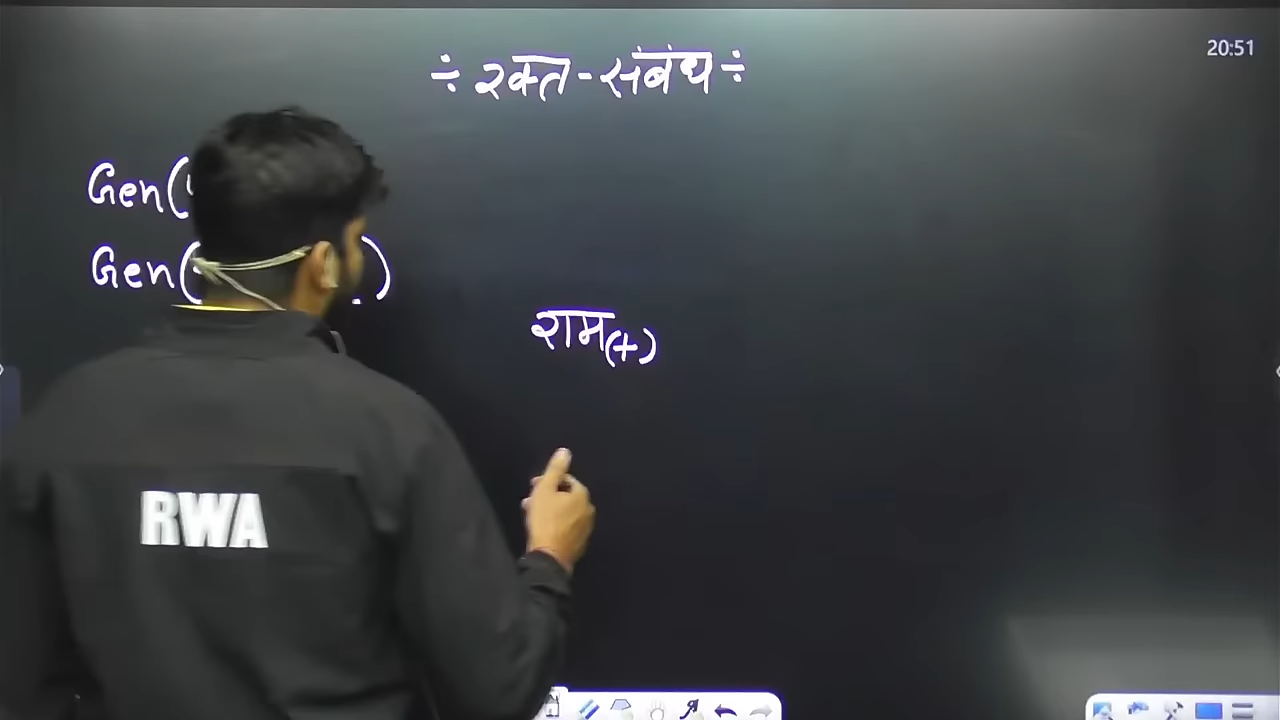 ÷ रक्त-संबंध ÷
20:51
Gen(
Gen( )
राम(+)
RWA